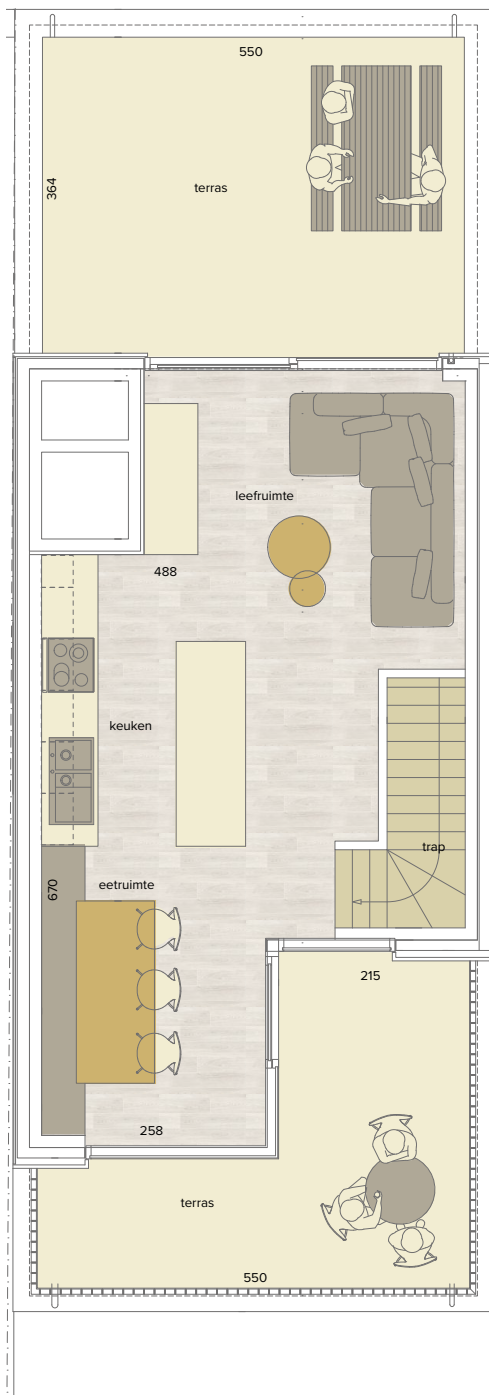 550
364
terras
leefruimte
488
keuken
trap
670
eetruimte
215
258
terras
550